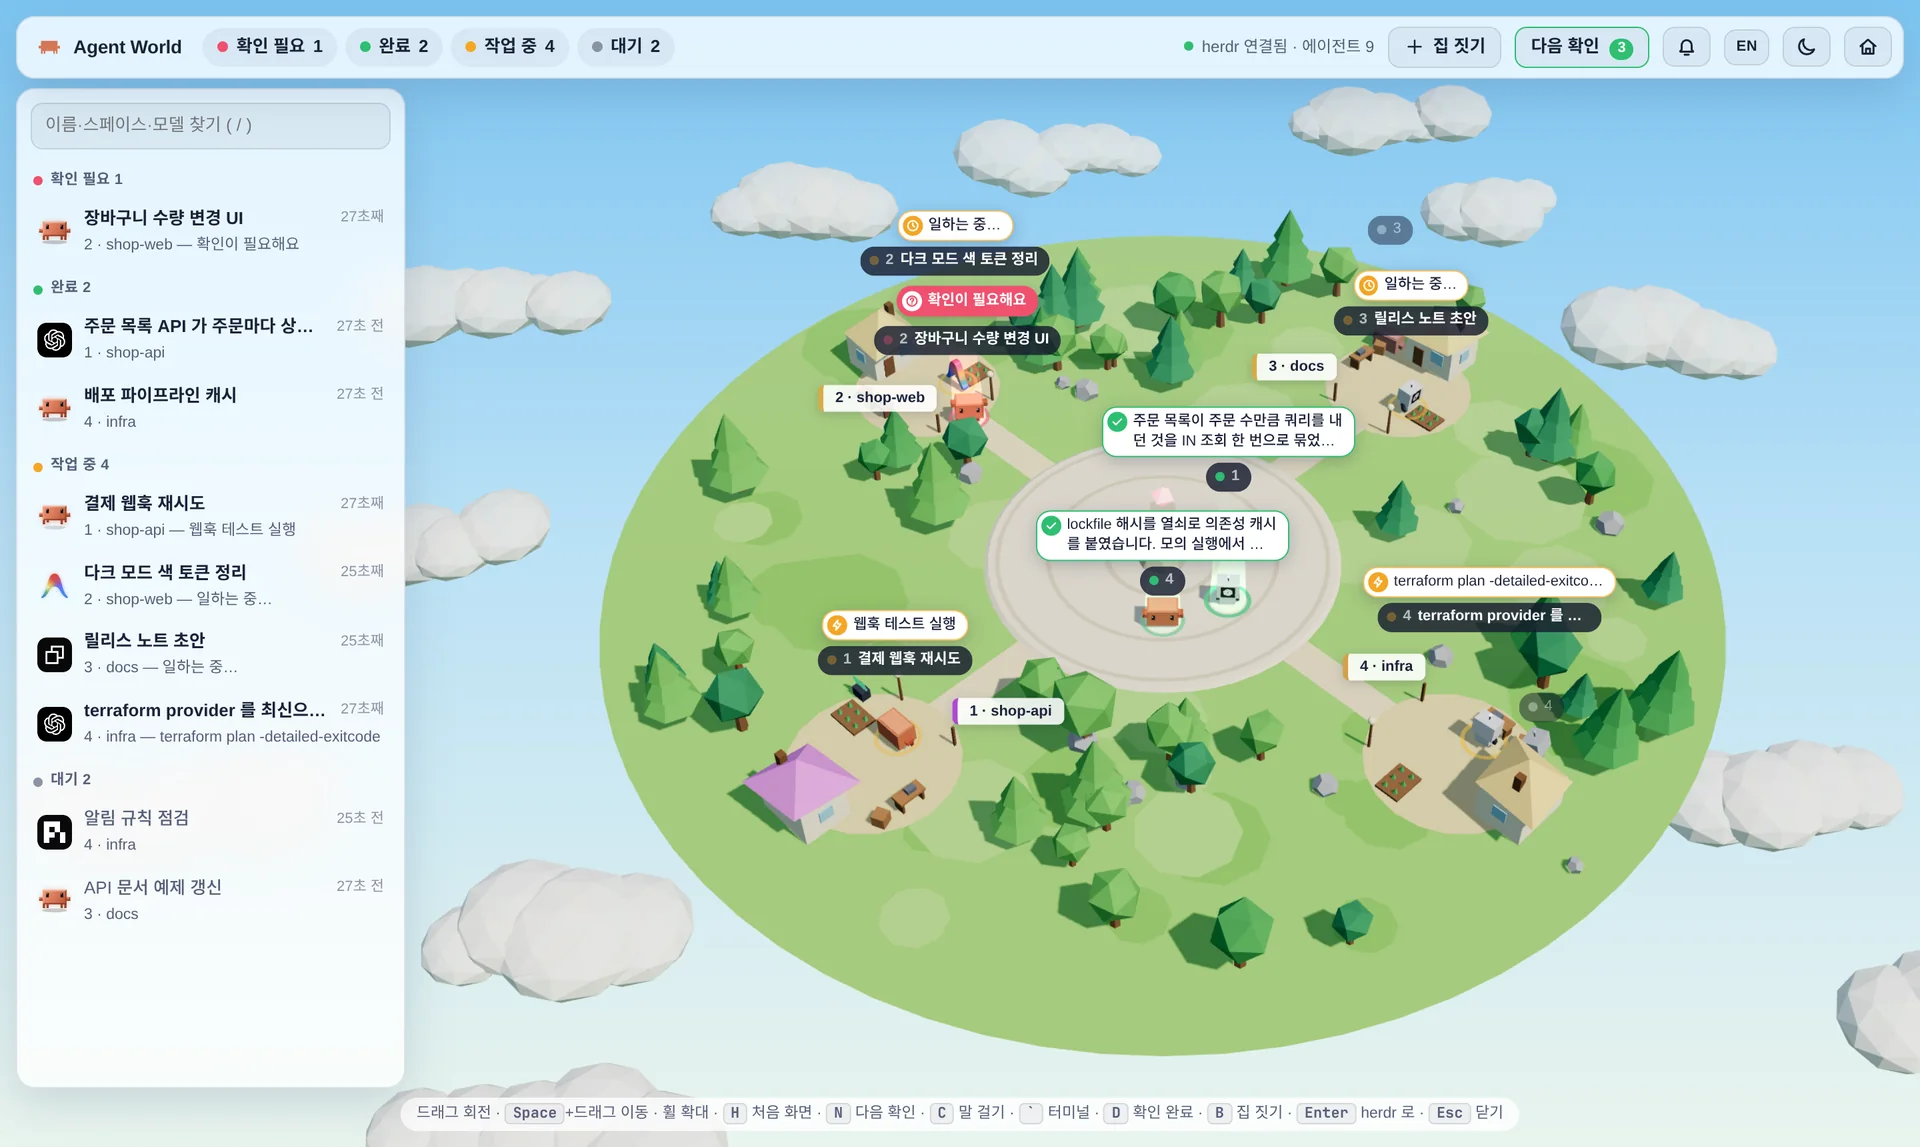 Agent World
확인 필요 1
완료 2
작업 중 4
대기 2
herdr 연결됨 · 에이전트 9
집 짓기
다음 확인 3
EN
이름·스페이스·모델 찾기 ( / )
확인 필요 1
장바구니 수량 변경 UI 27초째
2 · shop-web — 확인이 필요해요
완료 2
주문 목록 API 가 주문마다 상… 27초 전
1 · shop-api
배포 파이프라인 캐시 27초 전
4 · infra
작업 중 4
결제 웹훅 재시도 27초째
1 · shop-api — 웹훅 테스트 실행
다크 모드 색 토큰 정리 25초째
2 · shop-web — 일하는 중…
릴리스 노트 초안 25초째
3 · docs — 일하는 중…
terraform provider 를 최신으… 27초째
4 · infra — terraform plan -detailed-exitcode
대기 2
알림 규칙 점검 25초 전
4 · infra
API 문서 예제 갱신 27초 전
3 · docs
일하는 중…
2 다크 모드 색 토큰 정리
확인이 필요해요
2 장바구니 수량 변경 UI
2 · shop-web
3
일하는 중…
3 릴리스 노트 초안
3 · docs
주문 목록이 주문 수만큼 쿼리를 내
던 것을 IN 조회 한 번으로 묶었…
1
lockfile 해시를 열쇠로 의존성 캐시
를 붙였습니다. 모의 실행에서 …
4
terraform plan -detailed-exitco…
4 terraform provider 를 …
4 · infra
4
웹훅 테스트 실행
1 결제 웹훅 재시도
1 · shop-api
드래그 회전 · Space+드래그 이동 · 휠 확대 · H 처음 화면 · N 다음 확인 · C 말 걸기 · ` 터미널 · D 확인 완료 · B 집 짓기 · Enter herdr 로 · Esc 닫기